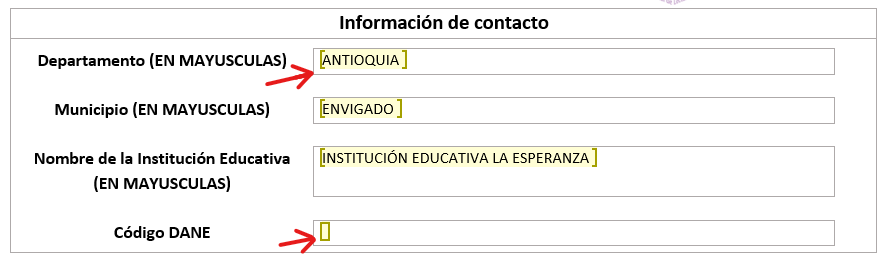 Información de contacto
Departamento (EN MAYUSCULAS)
ANTIOQUIA
Municipio (EN MAYUSCULAS)
ENVIGADO
Nombre de la Institución Educativa
(EN MAYUSCULAS)
INSTITUCIÓN EDUCATIVA LA ESPERANZA
Código DANE